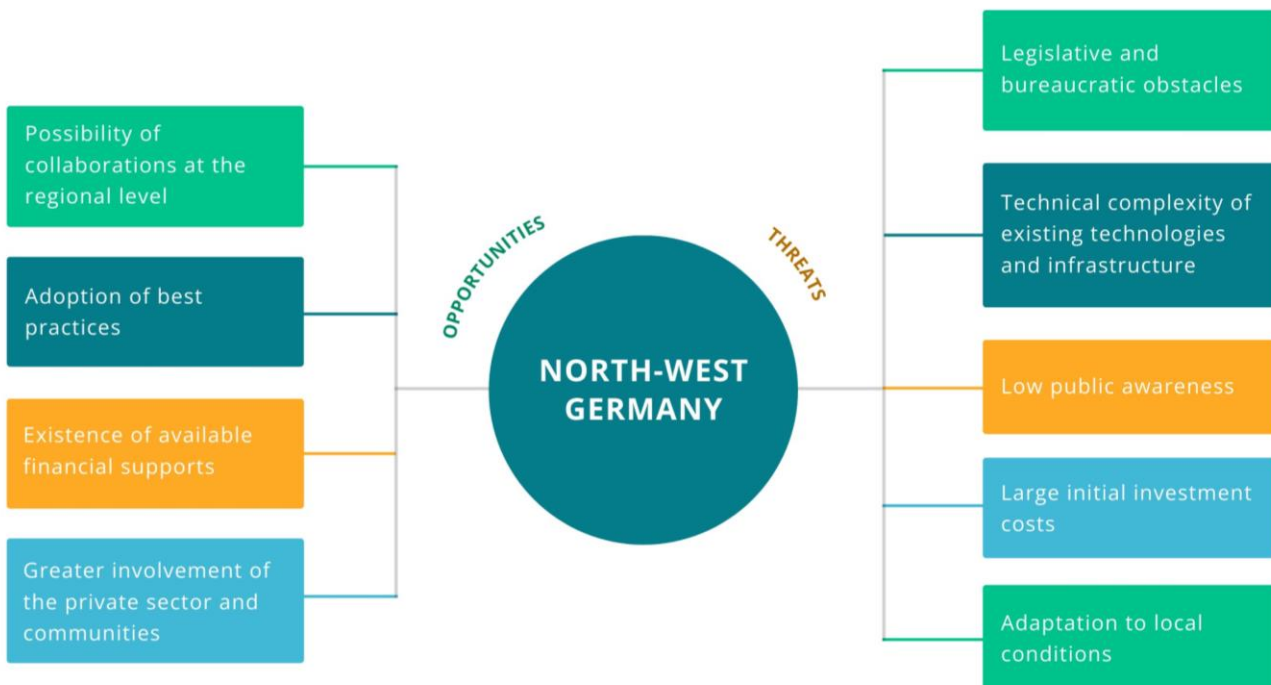 Possibility of
collaborations at the
regional level
Adoption of best
practices
Existence of available
financial supports
Greater involvement of
the private sector and
communities
OPPORTUNITIES
NORTH-WEST
GERMANY
THREATS
Legislative and
bureaucratic obstacles
Technical complexity of
existing technologies
and infrastructure
Low public awareness
Large initial investment
costs
Adaptation to local
conditions